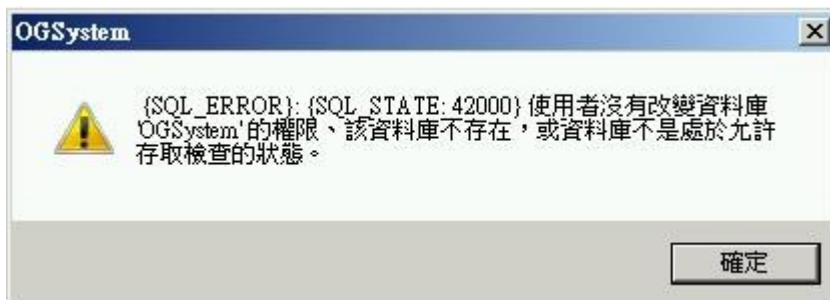 OGSystem
{SQL_ERROR}: {SQL_STATE: 42000} 使用者沒有改變資料庫
'OGSystem' 的權限、該資料庫不存在，或資料庫不是處於允許
存取檢查的狀態。
確定